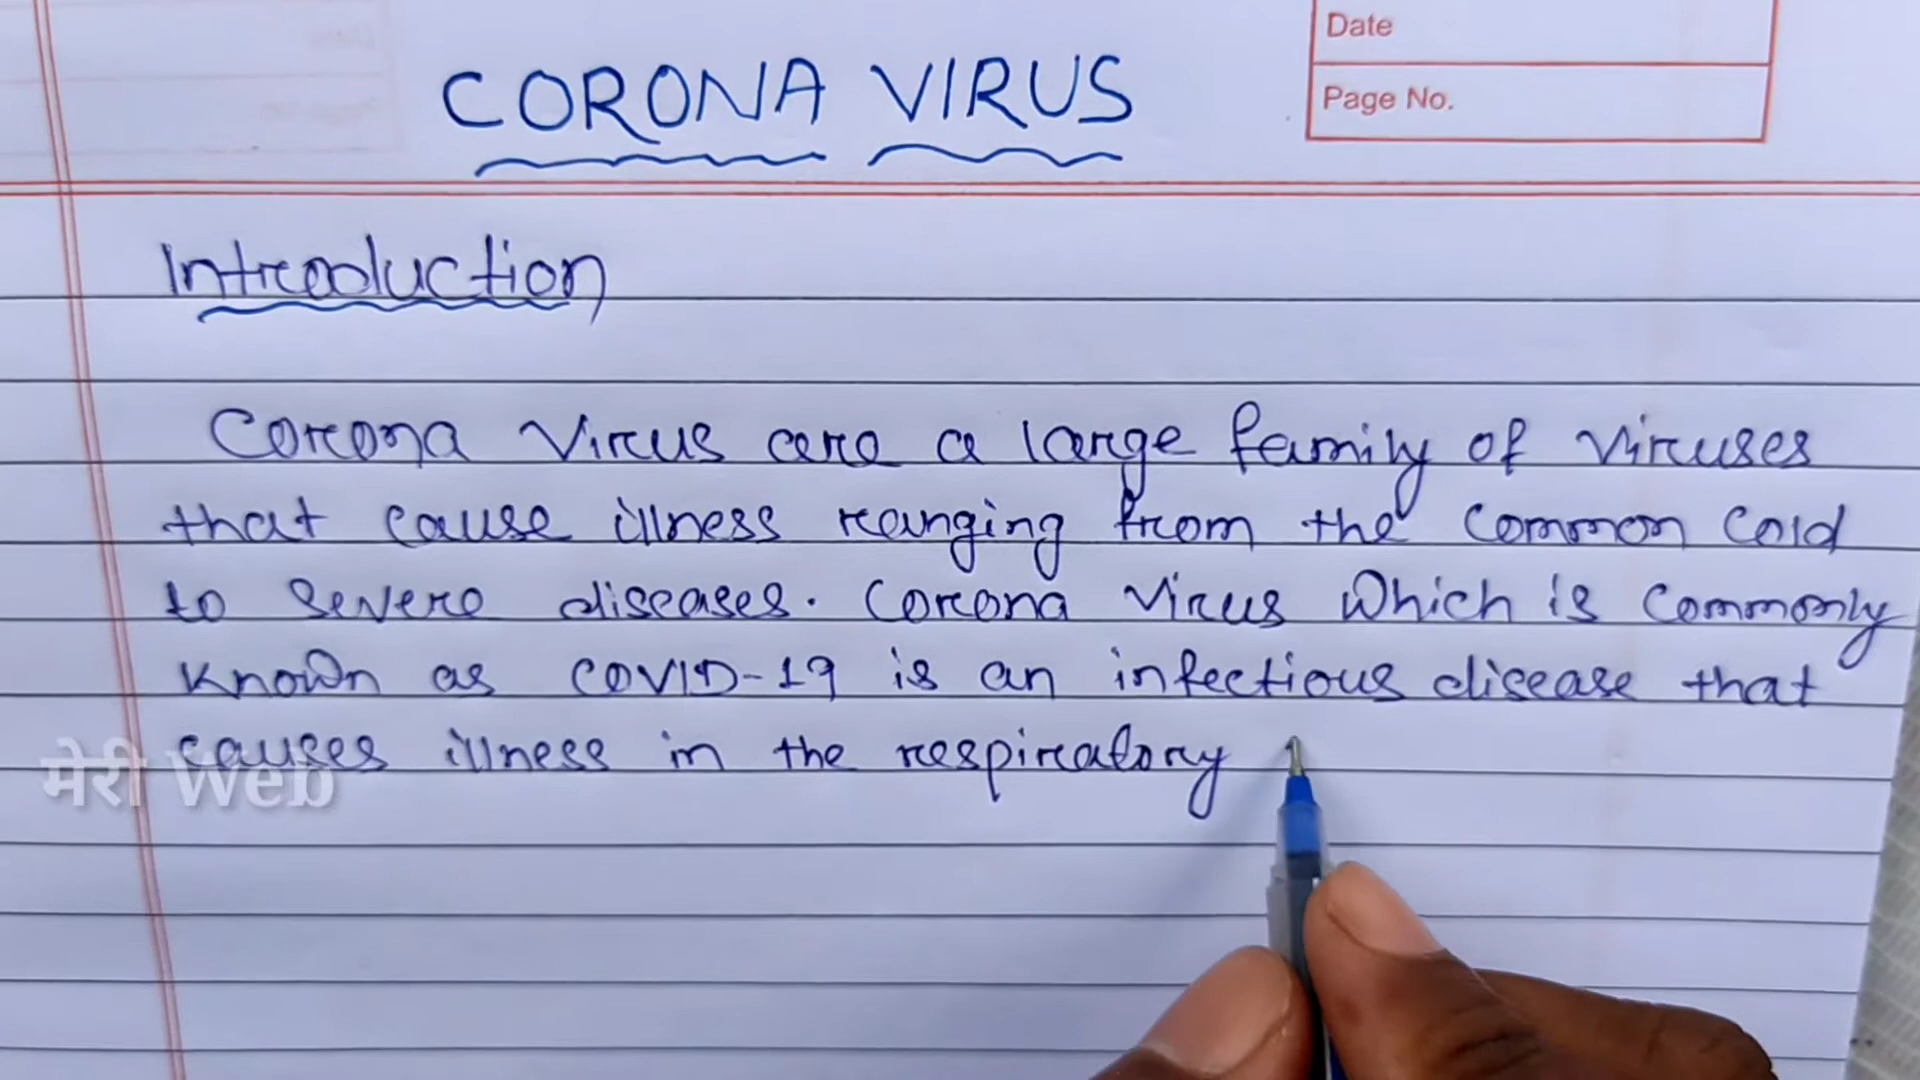 Date
Page No.
CORONA VIRUS
Introduction
Corona Virus are a large family of viruses
that cause illness ranging from the common cold
to severe diseases. Corona Virus which is commonly
known as COVID-19 is an infectious disease that
causes illness in the respiratory
मेरी Web